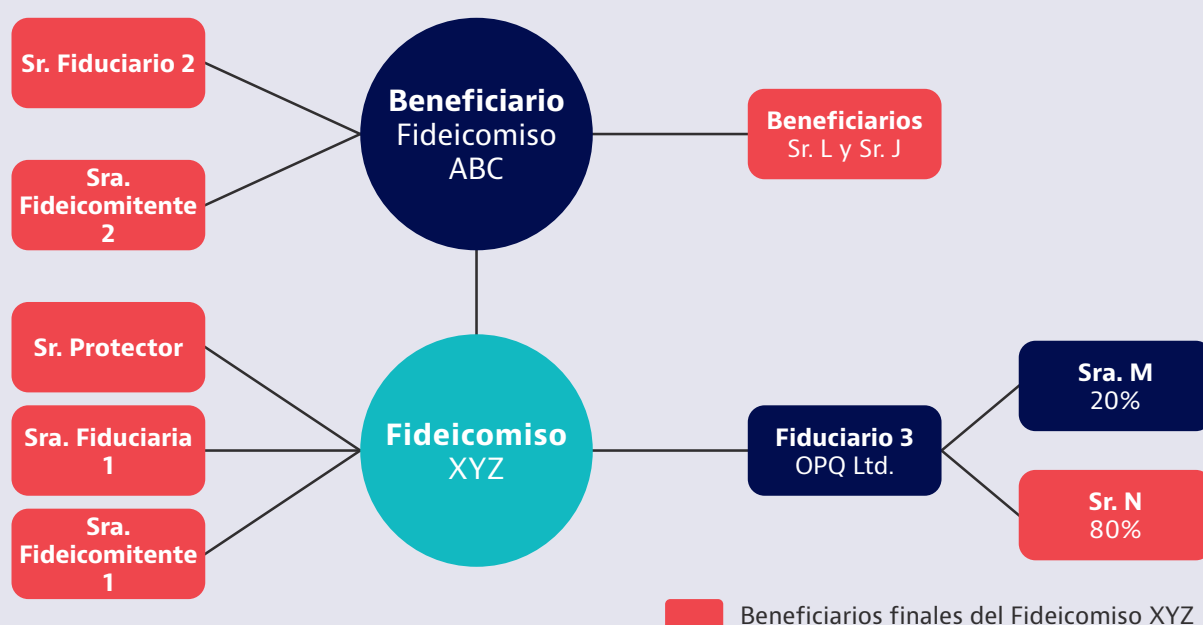 Sr. Fiduciario 2
Beneficiario
Fideicomiso
ABC
Beneficiarios
Sr. L y Sr. J
Sra.
Fideicomitente
2
Sr. Protector
Sra. Fiduciaria
1
Sra.
Fideicomitente
1
Fideicomiso
XYZ
Fiduciario 3
OPQ Ltd.
Sra. M
20%
Sr. N
80%
Beneficiarios finales del Fideicomiso XYZ